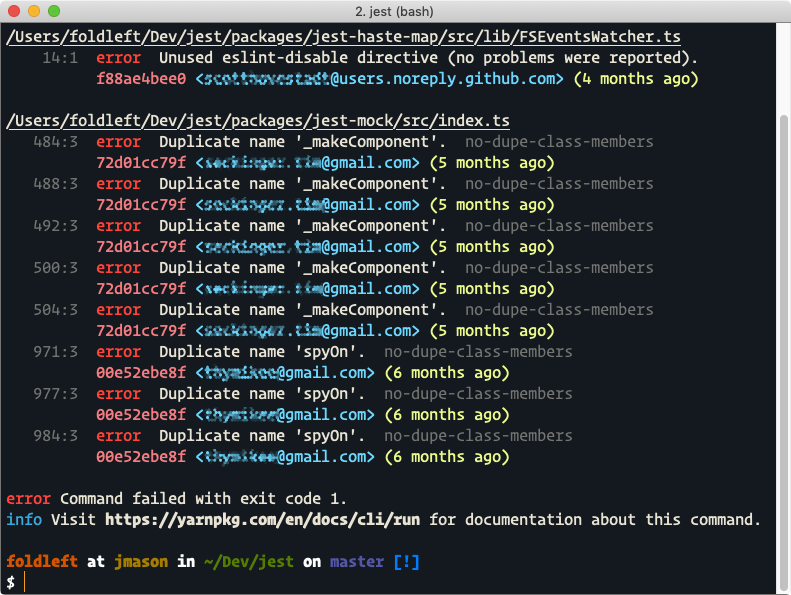 2. jest (bash)
/Users/foldleft/Dev/jest/packages/jest-haste-map/src/lib/FSEventsWatcher.ts
14:1 error Unused eslint-disable directive (no problems were reported).
f88ae4bee0 < @users.noreply.github.com> (4 months ago)
/Users/foldleft/Dev/jest/packages/jest-mock/src/index.ts
484:3 error Duplicate name '_makeComponent'. no-dupe-class-members
72d01cc79f < @gmail.com> (5 months ago)
488:3 error Duplicate name '_makeComponent'. no-dupe-class-members
72d01cc79f < @gmail.com> (5 months ago)
492:3 error Duplicate name '_makeComponent'. no-dupe-class-members
72d01cc79f < @gmail.com> (5 months ago)
500:3 error Duplicate name '_makeComponent'. no-dupe-class-members
72d01cc79f < @gmail.com> (5 months ago)
504:3 error Duplicate name '_makeComponent'. no-dupe-class-members
72d01cc79f < @gmail.com> (5 months ago)
971:3 error Duplicate name 'spyOn'. no-dupe-class-members
00e52ebe8f < @gmail.com> (6 months ago)
977:3 error Duplicate name 'spyOn'. no-dupe-class-members
00e52ebe8f < @gmail.com> (6 months ago)
984:3 error Duplicate name 'spyOn'. no-dupe-class-members
00e52ebe8f < @gmail.com> (6 months ago)
error Command failed with exit code 1.
info Visit https://yarnpkg.com/en/docs/cli/run for documentation about this command.
foldleft at jmason in ~/Dev/jest on master [!]
$